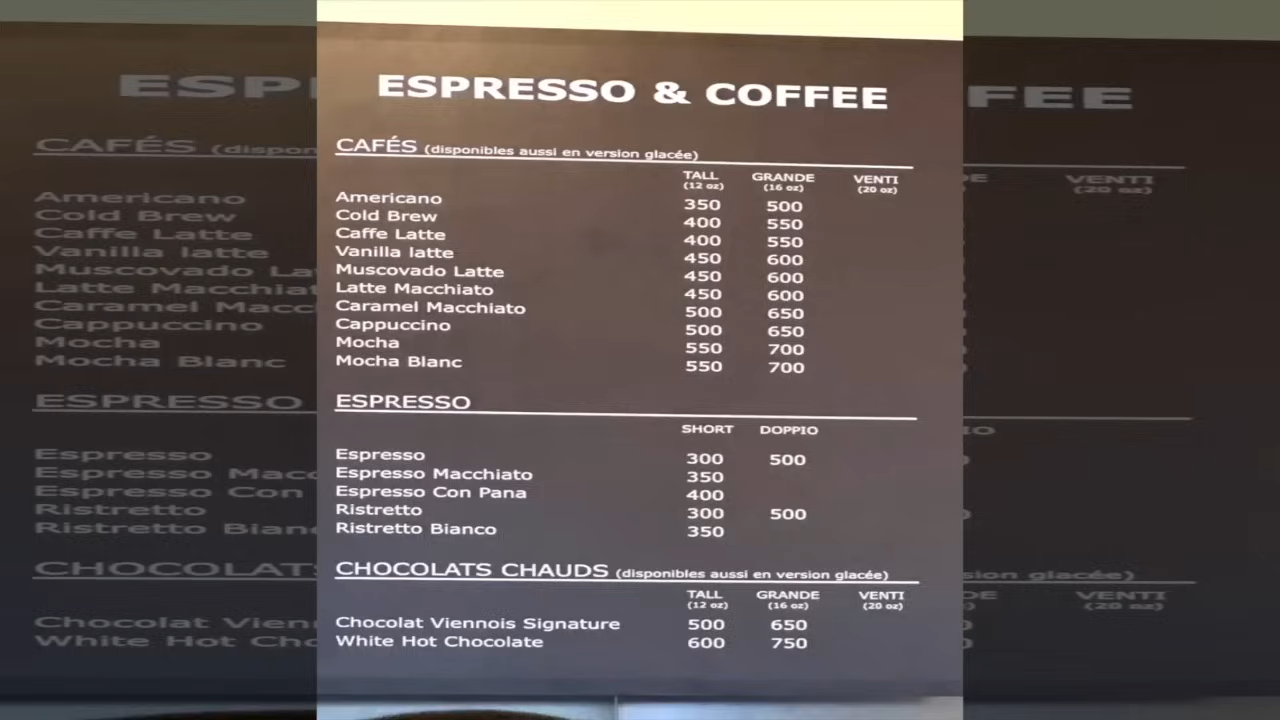 ESPRESSO & COFFEE
CAFÉS (disponibles aussi en version glacée)
TALL GRANDE VENTI
(12 oz) (16 oz) (20 oz)
Americano 350 500
Cold Brew 400 550
Caffe Latte 400 550
Vanilla latte 450 600
Muscovado Latte 450 600
Latte Macchiato 450 600
Caramel Macchiato 500 650
Cappuccino 500 650
Mocha 550 700
Mocha Blanc 550 700
ESPRESSO
SHORT DOPPIO
Espresso 300 500
Espresso Macchiato 350
Espresso Con Pana 400
Ristretto 300 500
Ristretto Bianco 350
CHOCOLATS CHAUDS (disponibles aussi en version glacée)
TALL GRANDE VENTI
(12 oz) (16 oz) (20 oz)
Chocolat Viennois Signature 500 650
White Hot Chocolate 600 750